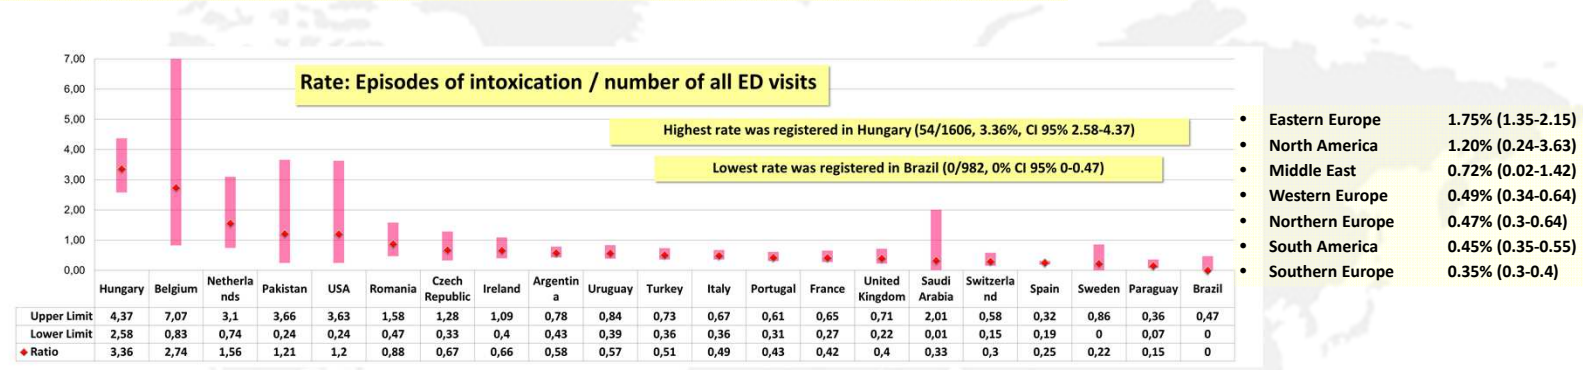 Rate: Episodes of intoxication / number of all ED visits
Highest rate was registered in Hungary (54/1606, 3.36%, CI 95% 2.58-4.37)
Lowest rate was registered in Brazil (0/982, 0% CI 95% 0-0.47)
7,00
6,00
5,00
4,00
3,00
2,00
1,00
0,00
Hungary Belgium Netherla Pakistan USA Romania Czech Ireland Argentin Uruguay Turkey Italy Portugal France United Saudi Switzerla Spain Sweden Paraguay Brazil
nds Republic a Kingdom Arabia nd
Upper Limit 4,37 7,07 3,1 3,66 3,63 1,58 1,28 1,09 0,78 0,84 0,73 0,67 0,61 0,65 0,71 2,01 0,58 0,32 0,86 0,36 0,47
Lower Limit 2,58 0,83 0,74 0,24 0,24 0,47 0,33 0,4 0,43 0,39 0,36 0,36 0,31 0,27 0,22 0,01 0,15 0,19 0 0,07 0
Ratio 3,36 2,74 1,56 1,21 1,2 0,88 0,67 0,66 0,58 0,57 0,51 0,49 0,43 0,42 0,4 0,33 0,3 0,25 0,22 0,15 0
• Eastern Europe 1.75% (1.35-2.15)
• North America 1.20% (0.24-3.63)
• Middle East 0.72% (0.02-1.42)
• Western Europe 0.49% (0.34-0.64)
• Northern Europe 0.47% (0.3-0.64)
• South America 0.45% (0.35-0.55)
• Southern Europe 0.35% (0.3-0.4)